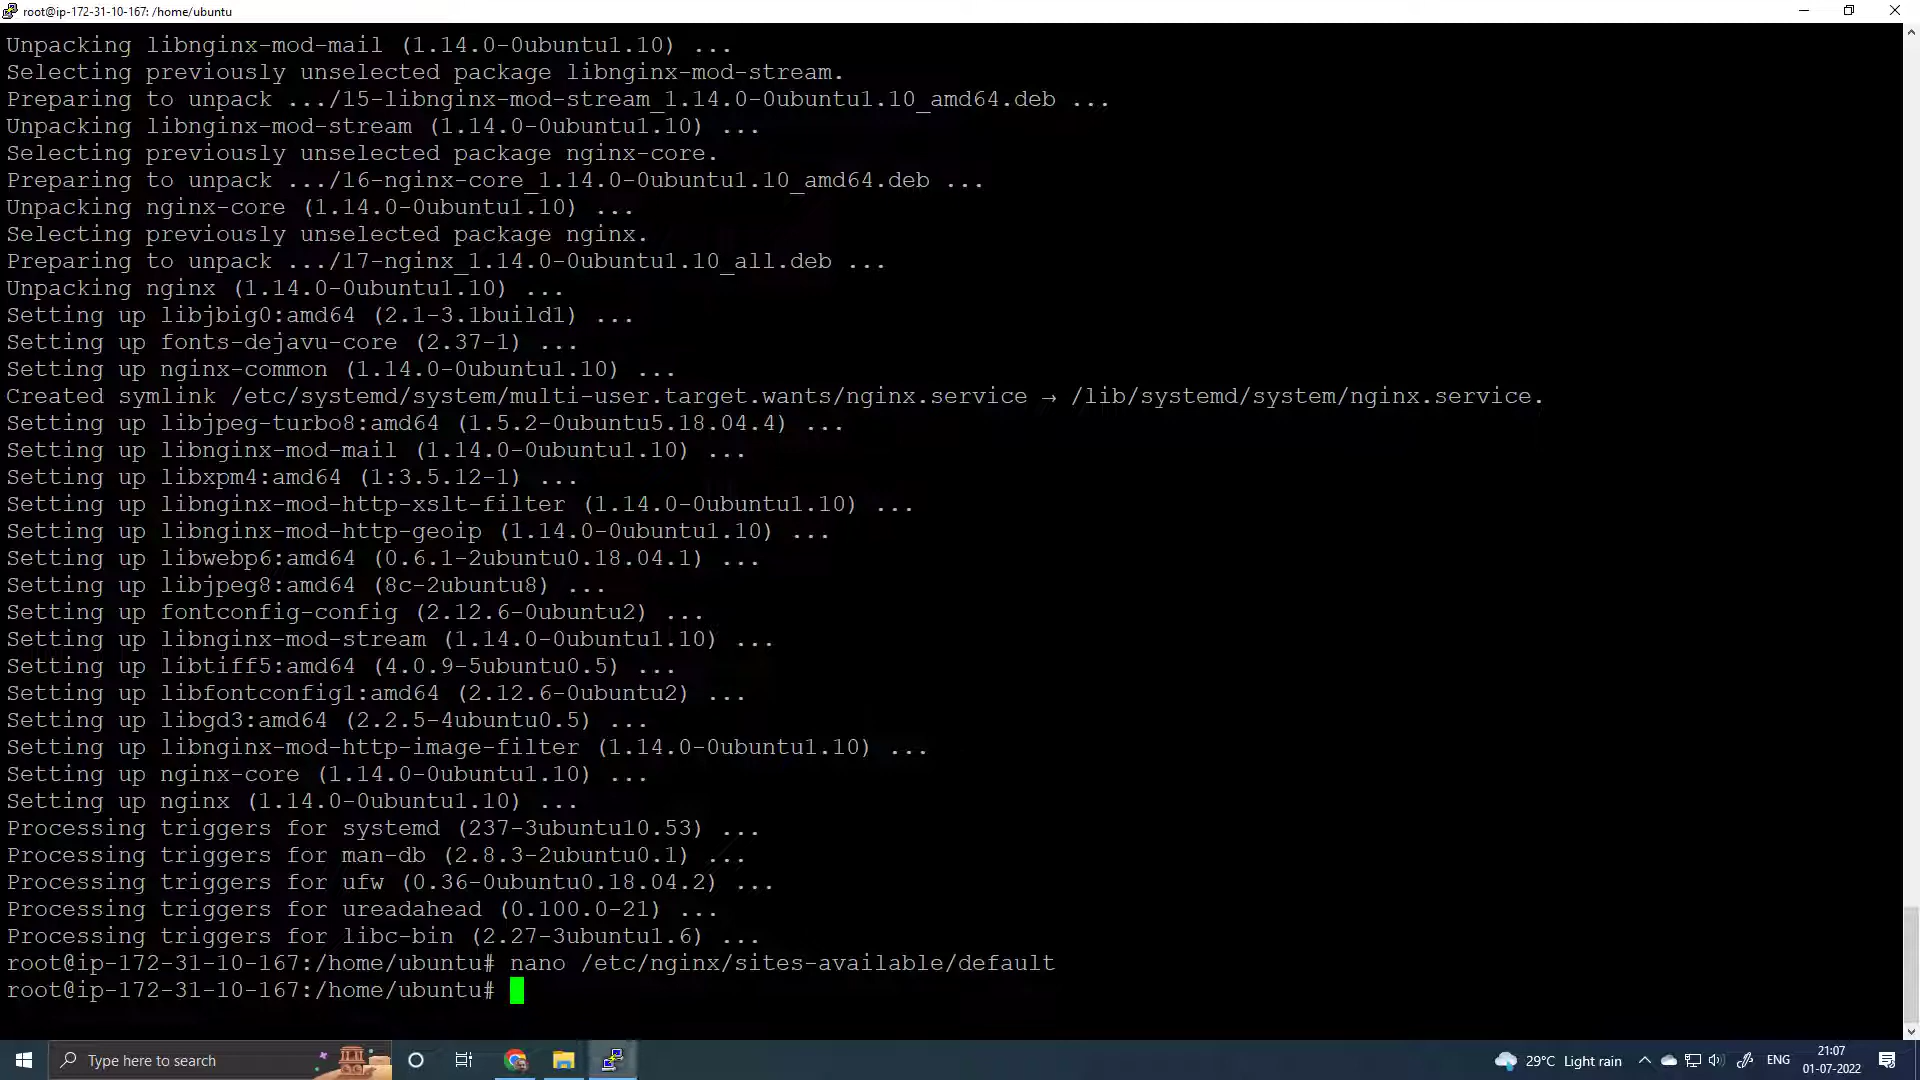 root@ip-172-31-10-167: /home/ubuntu
Unpacking libnginx-mod-mail (1.14.0-0ubuntu1.10) ...
Selecting previously unselected package libnginx-mod-stream.
Preparing to unpack .../15-libnginx-mod-stream_1.14.0-0ubuntu1.10_amd64.deb ...
Unpacking libnginx-mod-stream (1.14.0-0ubuntu1.10) ...
Selecting previously unselected package nginx-core.
Preparing to unpack .../16-nginx-core_1.14.0-0ubuntu1.10_amd64.deb ...
Unpacking nginx-core (1.14.0-0ubuntu1.10) ...
Selecting previously unselected package nginx.
Preparing to unpack .../17-nginx_1.14.0-0ubuntu1.10_all.deb ...
Unpacking nginx (1.14.0-0ubuntu1.10) ...
Setting up libjbig0:amd64 (2.1-3.1build1) ...
Setting up fonts-dejavu-core (2.37-1) ...
Setting up nginx-common (1.14.0-0ubuntu1.10) ...
Created symlink /etc/systemd/system/multi-user.target.wants/nginx.service → /lib/systemd/system/nginx.service.
Setting up libjpeg-turbo8:amd64 (1.5.2-0ubuntu5.18.04.4) ...
Setting up libnginx-mod-mail (1.14.0-0ubuntu1.10) ...
Setting up libxpm4:amd64 (1:3.5.12-1) ...
Setting up libnginx-mod-http-xslt-filter (1.14.0-0ubuntu1.10) ...
Setting up libnginx-mod-http-geoip (1.14.0-0ubuntu1.10) ...
Setting up libwebp6:amd64 (0.6.1-2ubuntu0.18.04.1) ...
Setting up libjpeg8:amd64 (8c-2ubuntu8) ...
Setting up fontconfig-config (2.12.6-0ubuntu2) ...
Setting up libnginx-mod-stream (1.14.0-0ubuntu1.10) ...
Setting up libtiff5:amd64 (4.0.9-5ubuntu0.5) ...
Setting up libfontconfig1:amd64 (2.12.6-0ubuntu2) ...
Setting up libgd3:amd64 (2.2.5-4ubuntu0.5) ...
Setting up libnginx-mod-http-image-filter (1.14.0-0ubuntu1.10) ...
Setting up nginx-core (1.14.0-0ubuntu1.10) ...
Setting up nginx (1.14.0-0ubuntu1.10) ...
Processing triggers for systemd (237-3ubuntu10.53) ...
Processing triggers for man-db (2.8.3-2ubuntu0.1) ...
Processing triggers for ufw (0.36-0ubuntu0.18.04.2) ...
Processing triggers for ureadahead (0.100.0-21) ...
Processing triggers for libc-bin (2.27-3ubuntu1.6) ...
root@ip-172-31-10-167:/home/ubuntu# nano /etc/nginx/sites-available/default
root@ip-172-31-10-167:/home/ubuntu#
Type here to search
29°C Light rain
ENG
21:07
01-07-2022